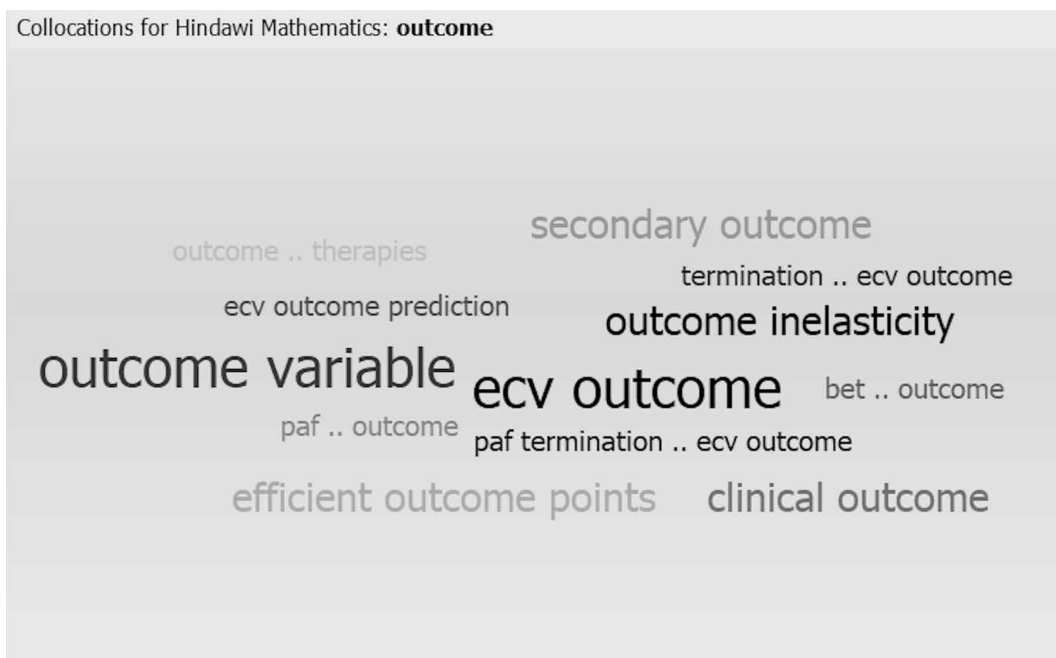 Collocations for Hindawi Mathematics: outcome
secondary outcome
outcome .. therapies
termination .. ecv outcome
ecv outcome prediction
outcome inelasticity
outcome variable
ecv outcome
bet .. outcome
paf .. outcome
paf termination .. ecv outcome
efficient outcome points
clinical outcome